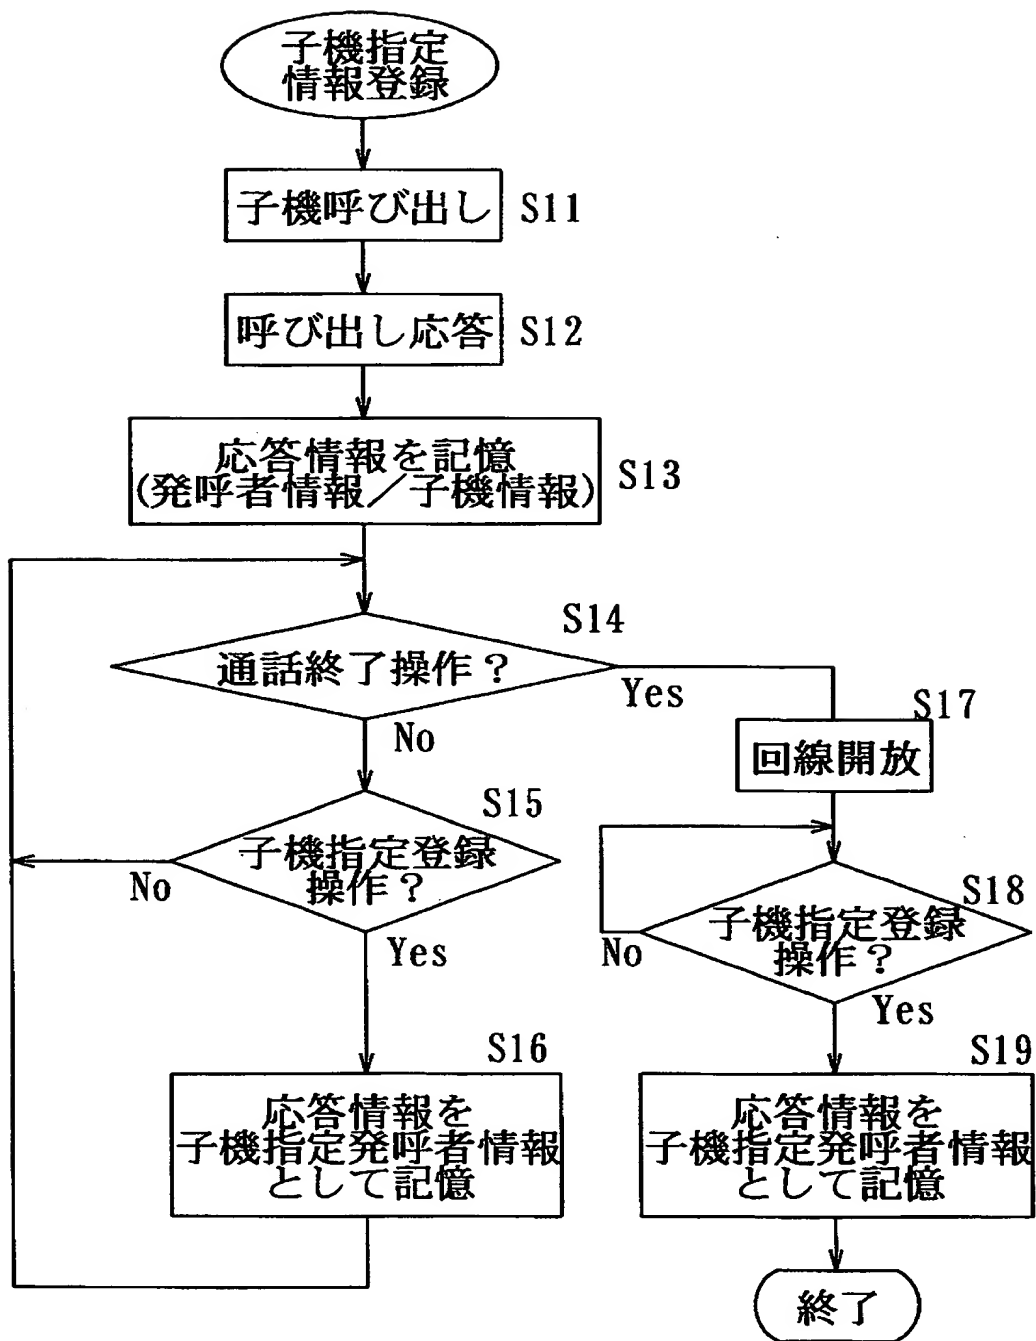 子機指定
情報登録
子機呼び出し S11
呼び出し応答 S12
応答情報を記憶
(発呼者情報／子機情報)
S13
S14
通話終了操作？
Yes
No
S17
回線開放
S15
子機指定登録
操作？
No
Yes
S18
子機指定登録
操作？
No
Yes
S16
応答情報を
子機指定発呼者情報
として記憶
S19
応答情報を
子機指定発呼者情報
として記憶
終了